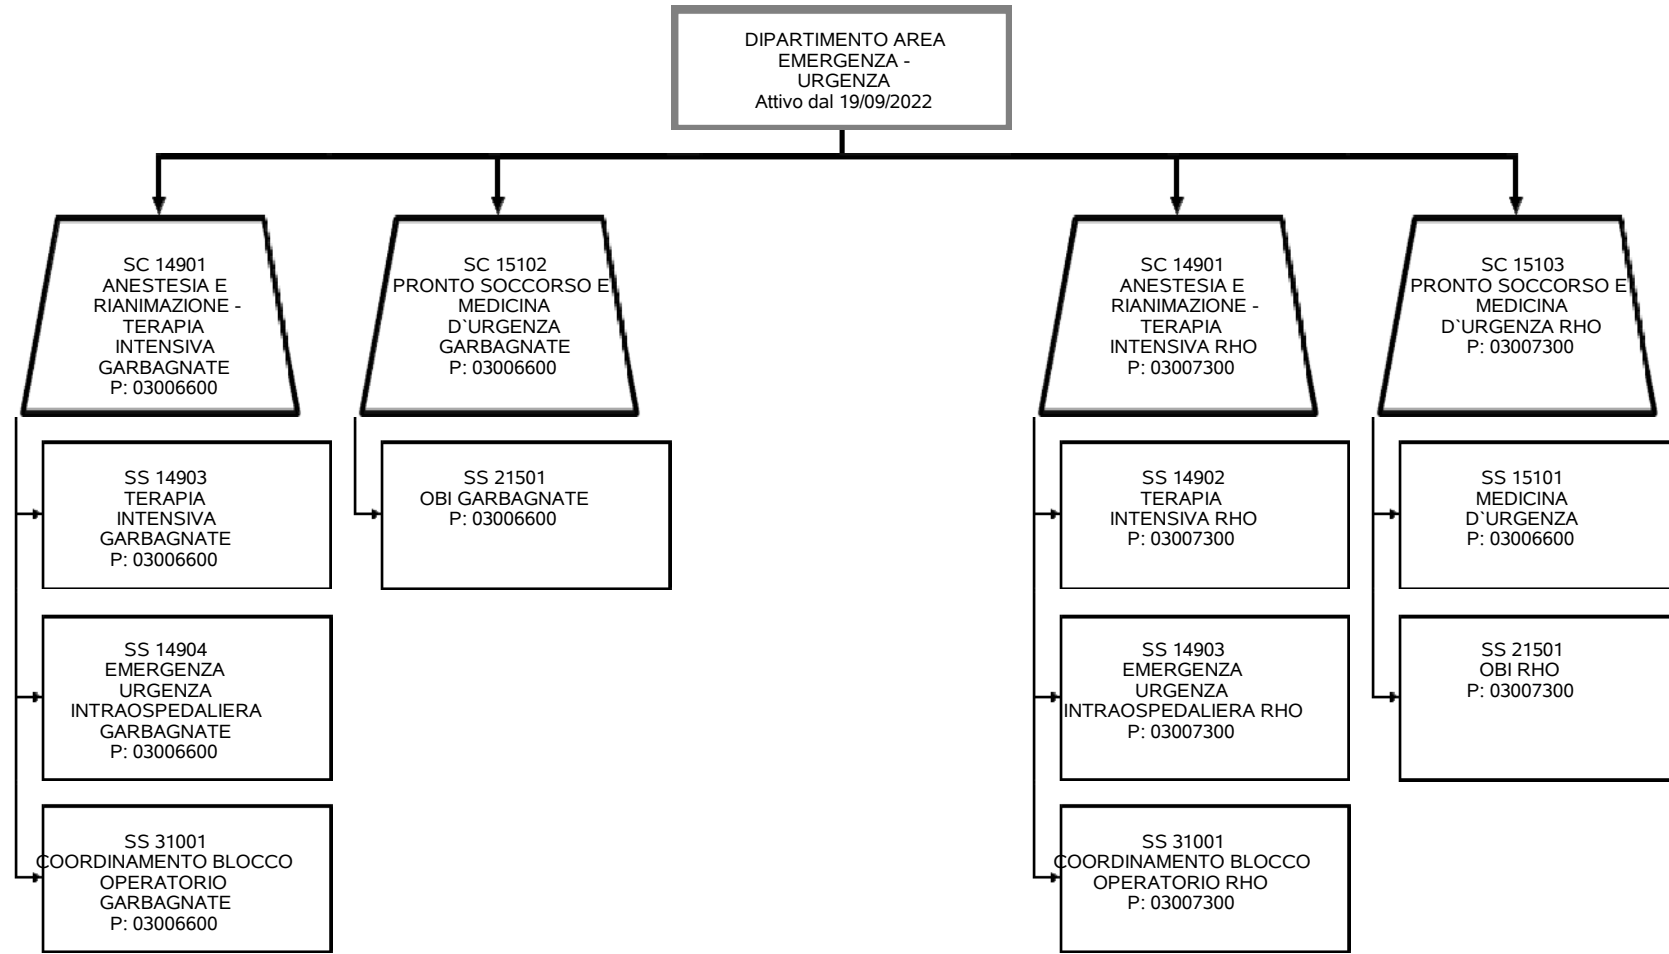 DIPARTIMENTO AREA
EMERGENZA -
URGENZA
Attivo dal 19/09/2022
SC 14901
ANESTESIA E
RIANIMAZIONE -
TERAPIA
INTENSIVA
GARBAGNATE
P: 03006600
SC 15102
PRONTO SOCCORSO E
MEDICINA
D`URGENZA
GARBAGNATE
P: 03006600
SC 14901
ANESTESIA E
RIANIMAZIONE -
TERAPIA
INTENSIVA RHO
P: 03007300
SC 15103
PRONTO SOCCORSO E
MEDICINA
D`URGENZA RHO
P: 03007300
SS 14903
TERAPIA
INTENSIVA
GARBAGNATE
P: 03006600
SS 21501
OBI GARBAGNATE
P: 03006600
SS 14902
TERAPIA
INTENSIVA RHO
P: 03007300
SS 15101
MEDICINA
D`URGENZA
P: 03006600
SS 14904
EMERGENZA
URGENZA
INTRAOSPEDALIERA
GARBAGNATE
P: 03006600
SS 14903
EMERGENZA
URGENZA
INTRAOSPEDALIERA RHO
P: 03007300
SS 21501
OBI RHO
P: 03007300
SS 31001
COORDINAMENTO BLOCCO
OPERATORIO
GARBAGNATE
P: 03006600
SS 31001
COORDINAMENTO BLOCCO
OPERATORIO RHO
P: 03007300